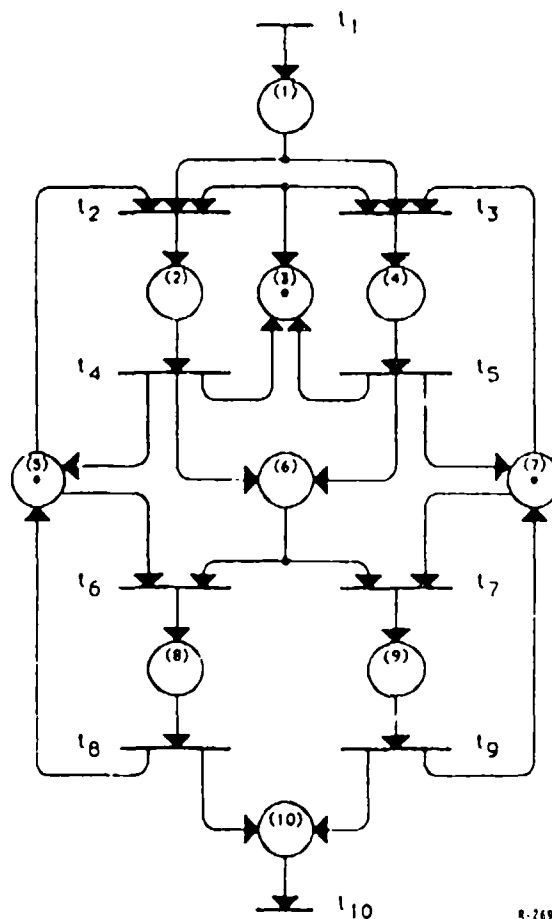 t1
(1)
t2 t3
(2) (3) (4)
t4 t5
(5) (6) (7)
t6 t7
(8) (9)
t8 t9
(10)
t10